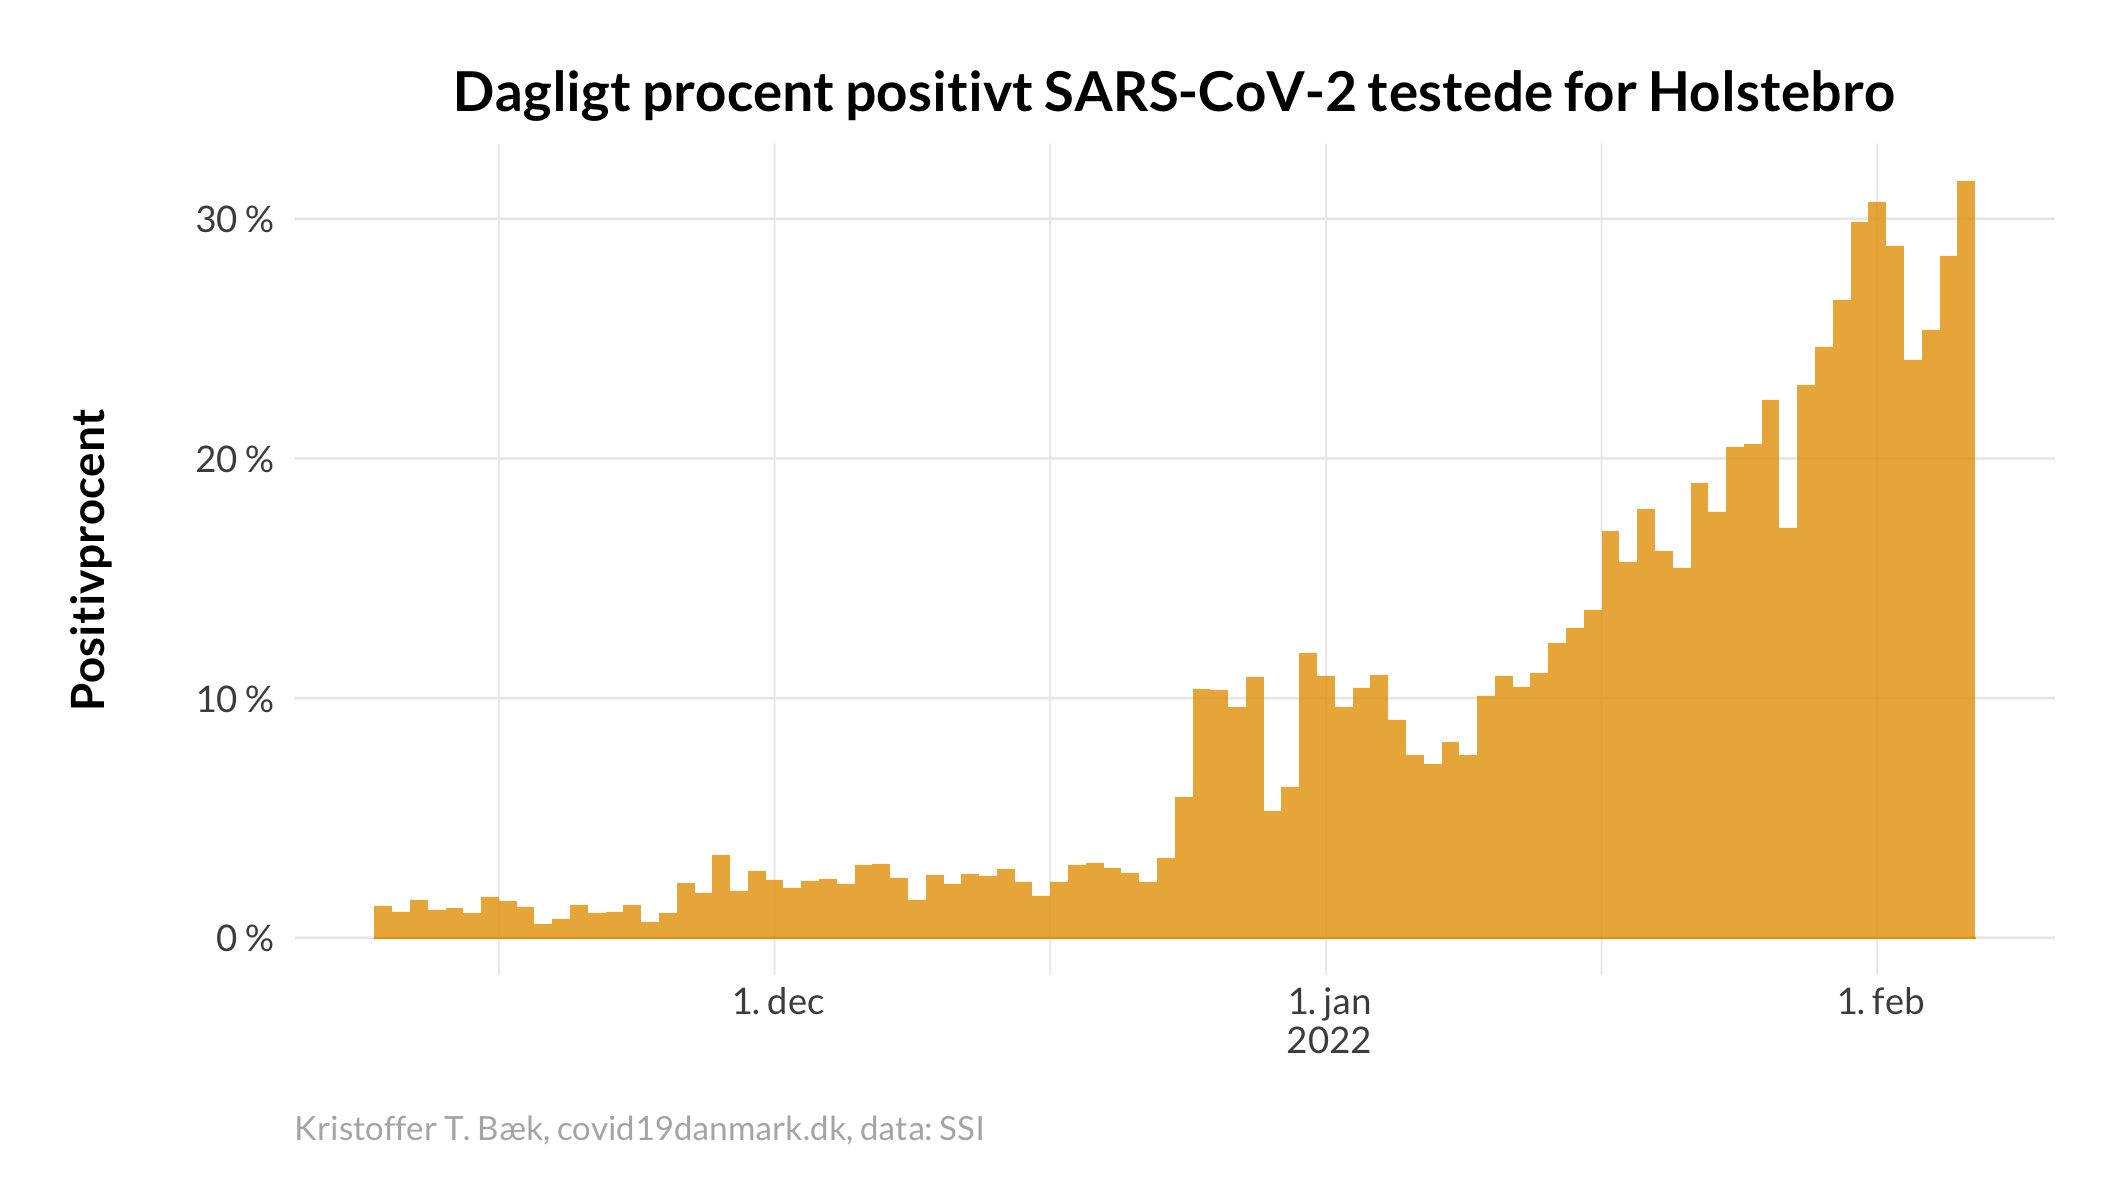 Dagligt procent positivt SARS-CoV-2 testede for Holstebro
Positivprocent
30 %
20 %
10 %
0 %
1. dec
1. jan
2022
1. feb
Kristoffer T. Bæk, covid19danmark.dk, data: SSI